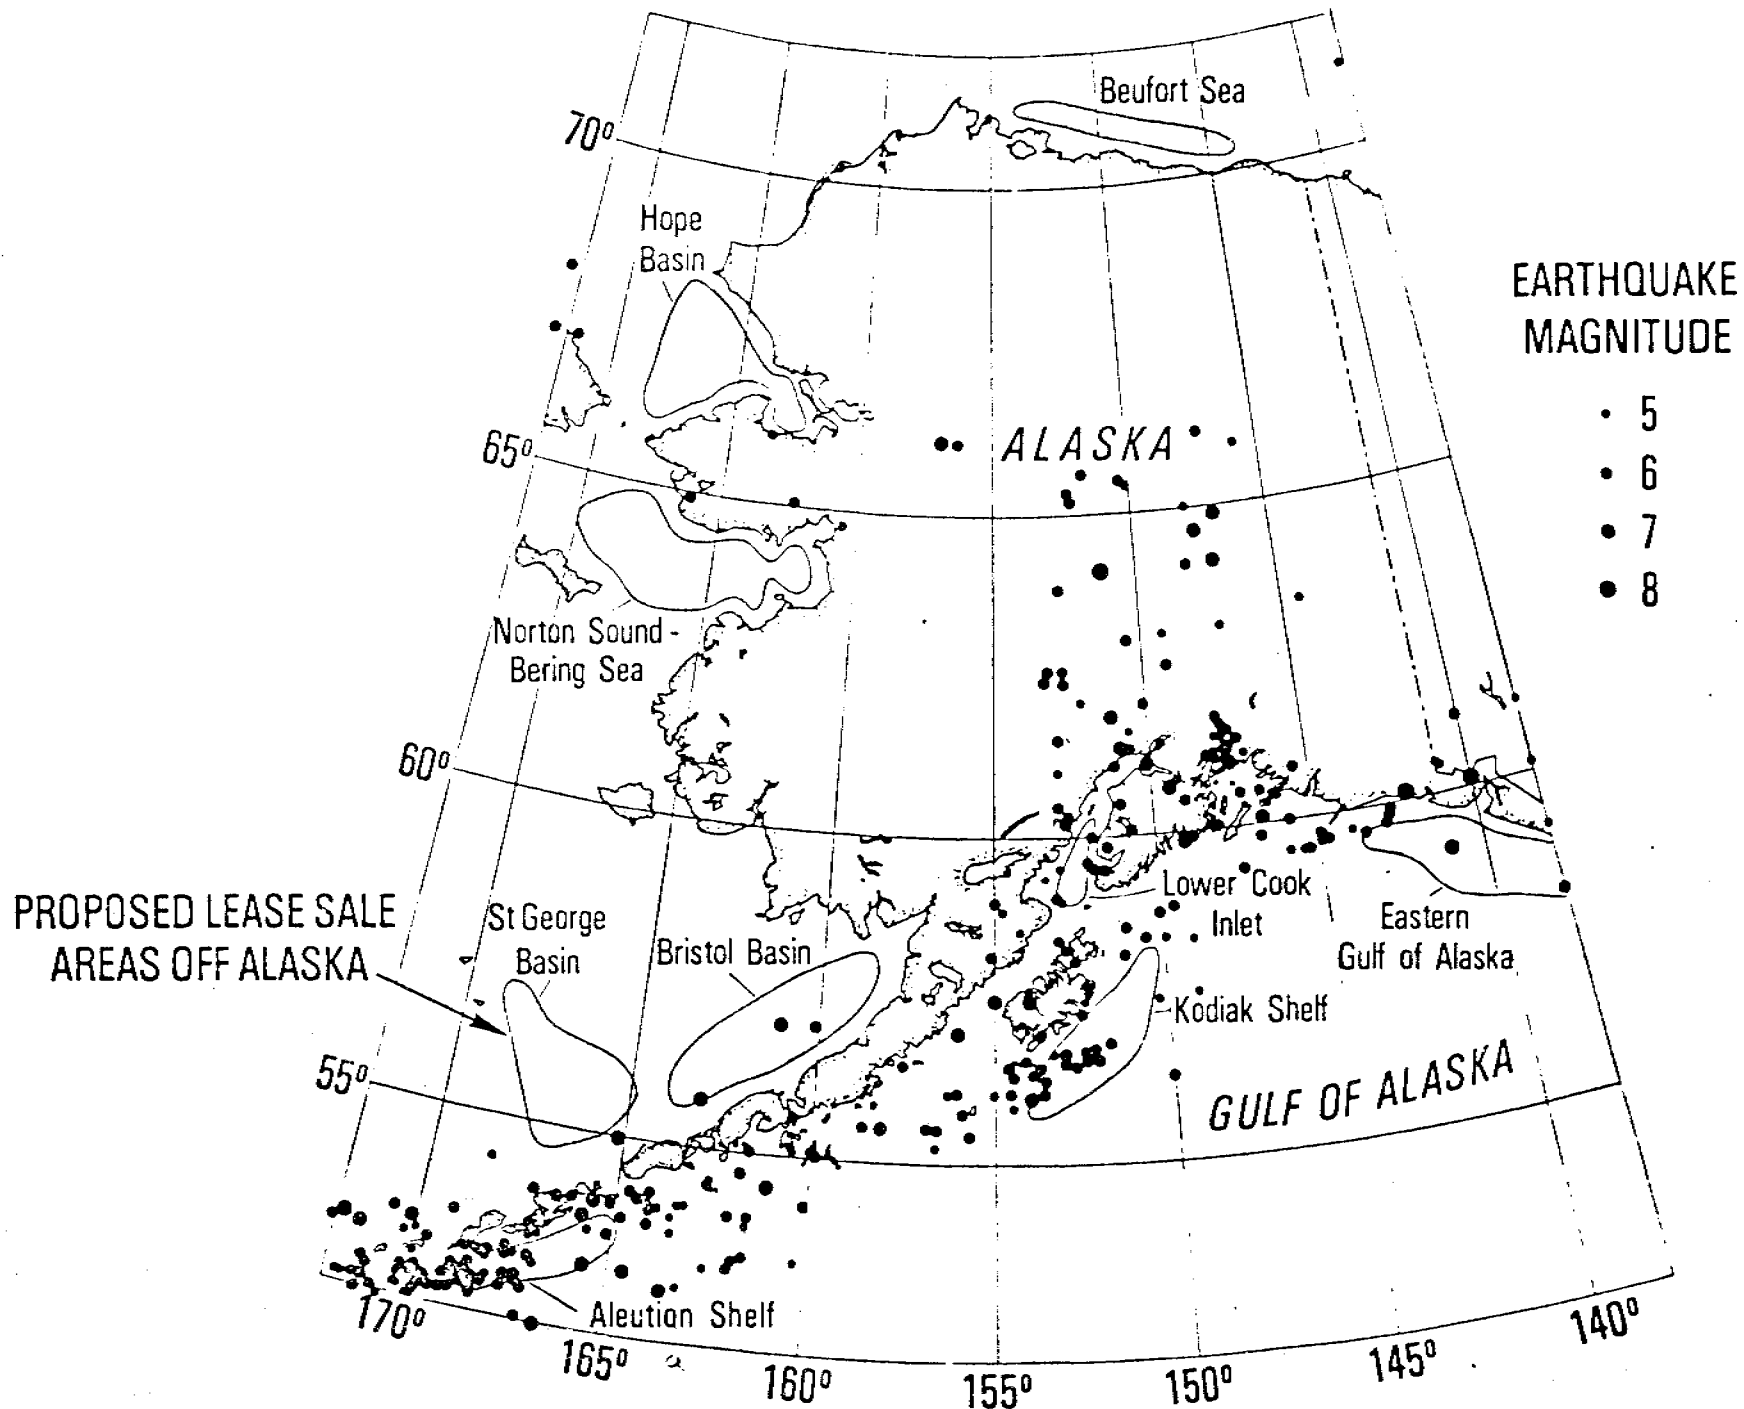 Beufort Sea
70°
Hope
Basin
EARTHQUAKE
MAGNITUDE
5
6
7
8
ALASKA
65°
Norton Sound-
Bering Sea
60°
PROPOSED LEASE SALE
AREAS OFF ALASKA
St George
Basin
Bristol Basin
Lower Cook
Inlet
Eastern
Gulf of Alaska
Kodiak Shelf
55°
GULF OF ALASKA
Aleutian Shelf
170°
165°
160°
155°
150°
145°
140°